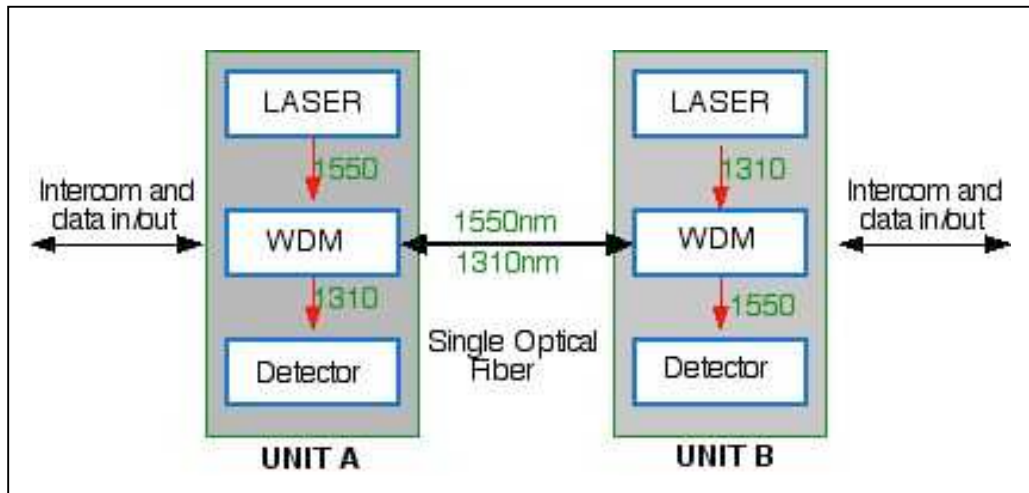 LASER
1550
Intercom and
data in/out
WDM
1310
Detector
UNIT A
1550nm
1310nm
Single Optical
Fiber
LASER
1310
WDM
1550
Detector
UNIT B
Intercom and
data in/out